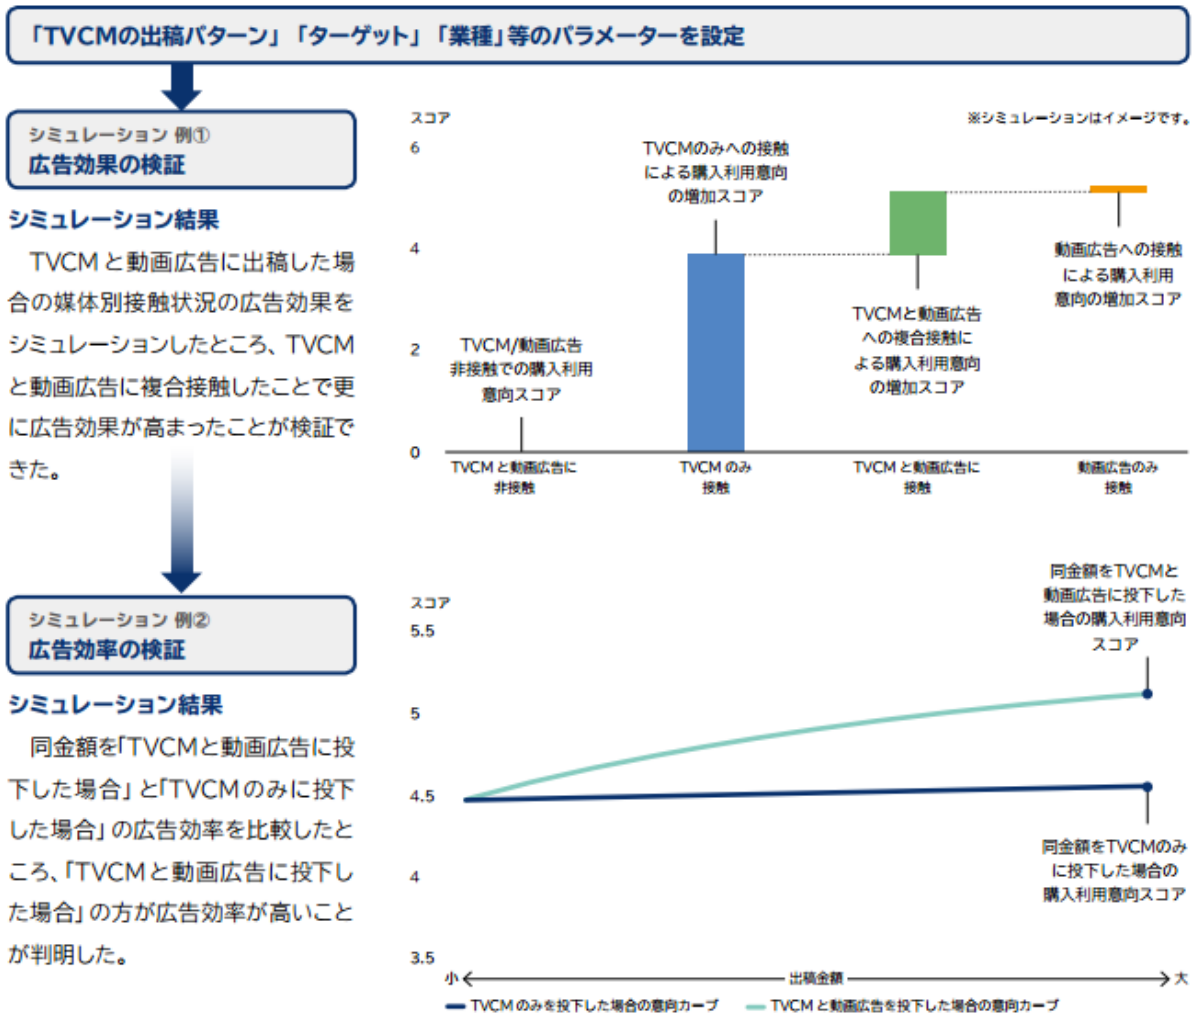 「TVCMの出稿パターン」「ターゲット」「業種」等のパラメーターを設定
シミュレーション 例①
広告効果の検証
シミュレーション結果
TVCMと動画広告に出稿した場
合の媒体別接触状況の広告効果を
シミュレーションしたところ、TVCM
と動画広告に複合接触したことで更
に広告効果が高まったことが検証で
きた。
スコア
※シミュレーションはイメージです。
6
4
2
0
TVCM/動画広告
非接触での購入利用
意向スコア
TVCMのみへの接触
による購入利用意向
の増加スコア
TVCMと動画広告
への複合接触に
よる購入利用意向
の増加スコア
動画広告への接触
による購入利用
意向の増加スコア
TVCMと動画広告に
非接触
TVCMのみ
接触
TVCMと動画広告に
接触
動画広告のみ
接触
シミュレーション 例②
広告効率の検証
シミュレーション結果
同金額を「TVCMと動画広告に投
下した場合」と「TVCMのみに投下
した場合」の広告効率を比較したと
ころ、「TVCMと動画広告に投下し
た場合」の方が広告効率が高いこと
が判明した。
スコア
5.5
5
4.5
4
3.5
同金額をTVCMと
動画広告に投下した
場合の購入利用意向
スコア
同金額をTVCMのみ
に投下した場合の
購入利用意向スコア
小 出稿金額 大
TVCMのみを投下した場合の意向カーブ
TVCMと動画広告を投下した場合の意向カーブ